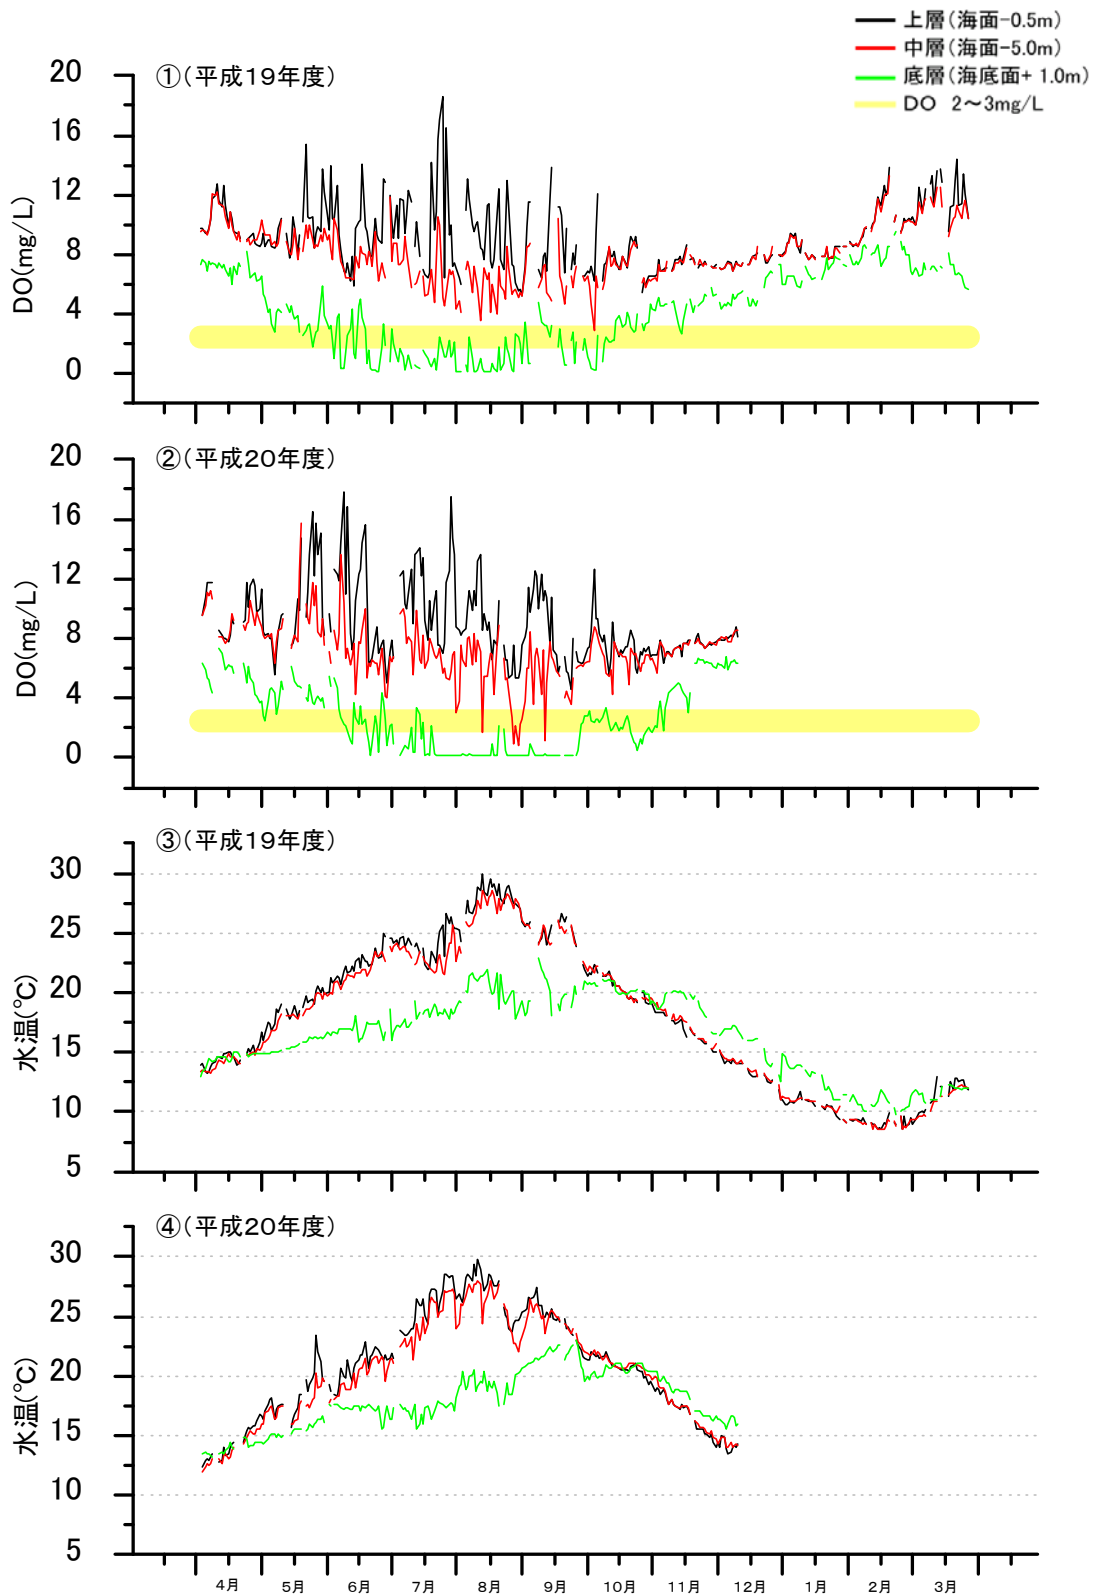 上層(海面-0.5m)
中層(海面-5.0m)
底層(海底面+ 1.0m)
DO 2~3mg/L
①(平成19年度)
20
16
12
8
4
0
DO(mg/L)
②(平成20年度)
20
16
12
8
4
0
DO(mg/L)
③(平成19年度)
30
25
20
15
10
5
水温(℃)
④(平成20年度)
30
25
20
15
10
5
水温(℃)
4月 5月 6月 7月 8月 9月 10月 11月 12月 1月 2月 3月